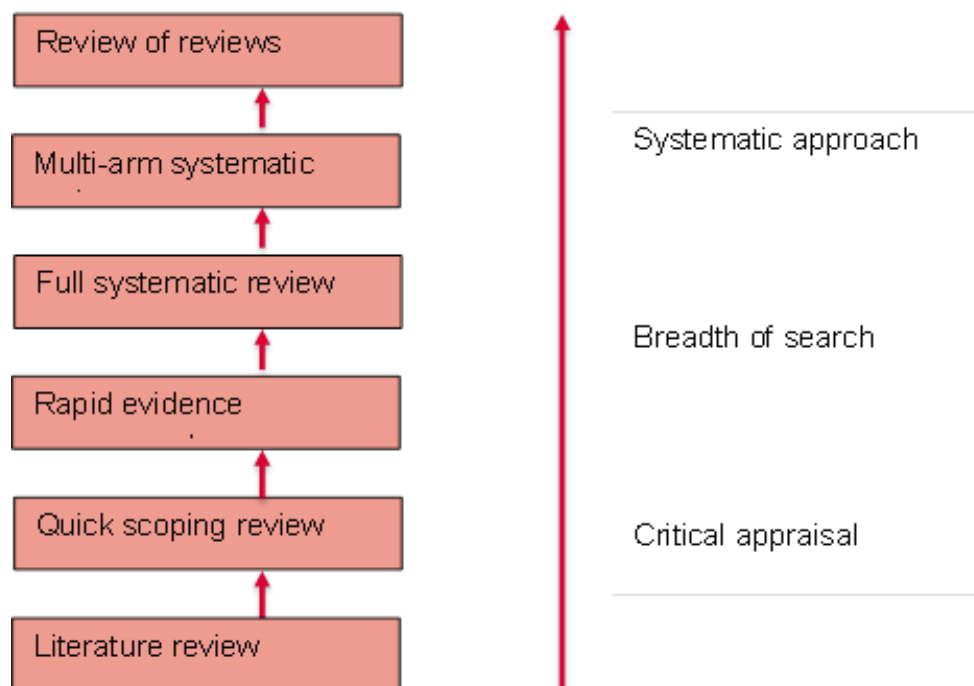 Review of reviews
Multi-arm systematic
Full systematic review
Rapid evidence
Quick scoping review
Literature review
Systematic approach
Breadth of search
Critical appraisal